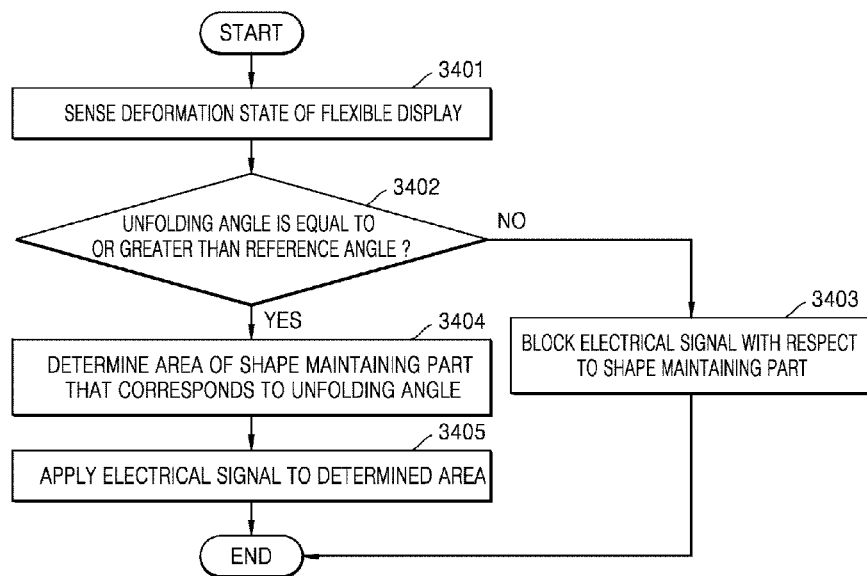 START
3401
SENSE DEFORMATION STATE OF FLEXIBLE DISPLAY
3402
UNFOLDING ANGLE IS EQUAL TO
OR GREATER THAN REFERENCE ANGLE ?
NO
YES
3403
BLOCK ELECTRICAL SIGNAL WITH RESPECT
TO SHAPE MAINTAINING PART
3404
DETERMINE AREA OF SHAPE MAINTAINING PART
THAT CORRESPONDS TO UNFOLDING ANGLE
3405
APPLY ELECTRICAL SIGNAL TO DETERMINED AREA
END